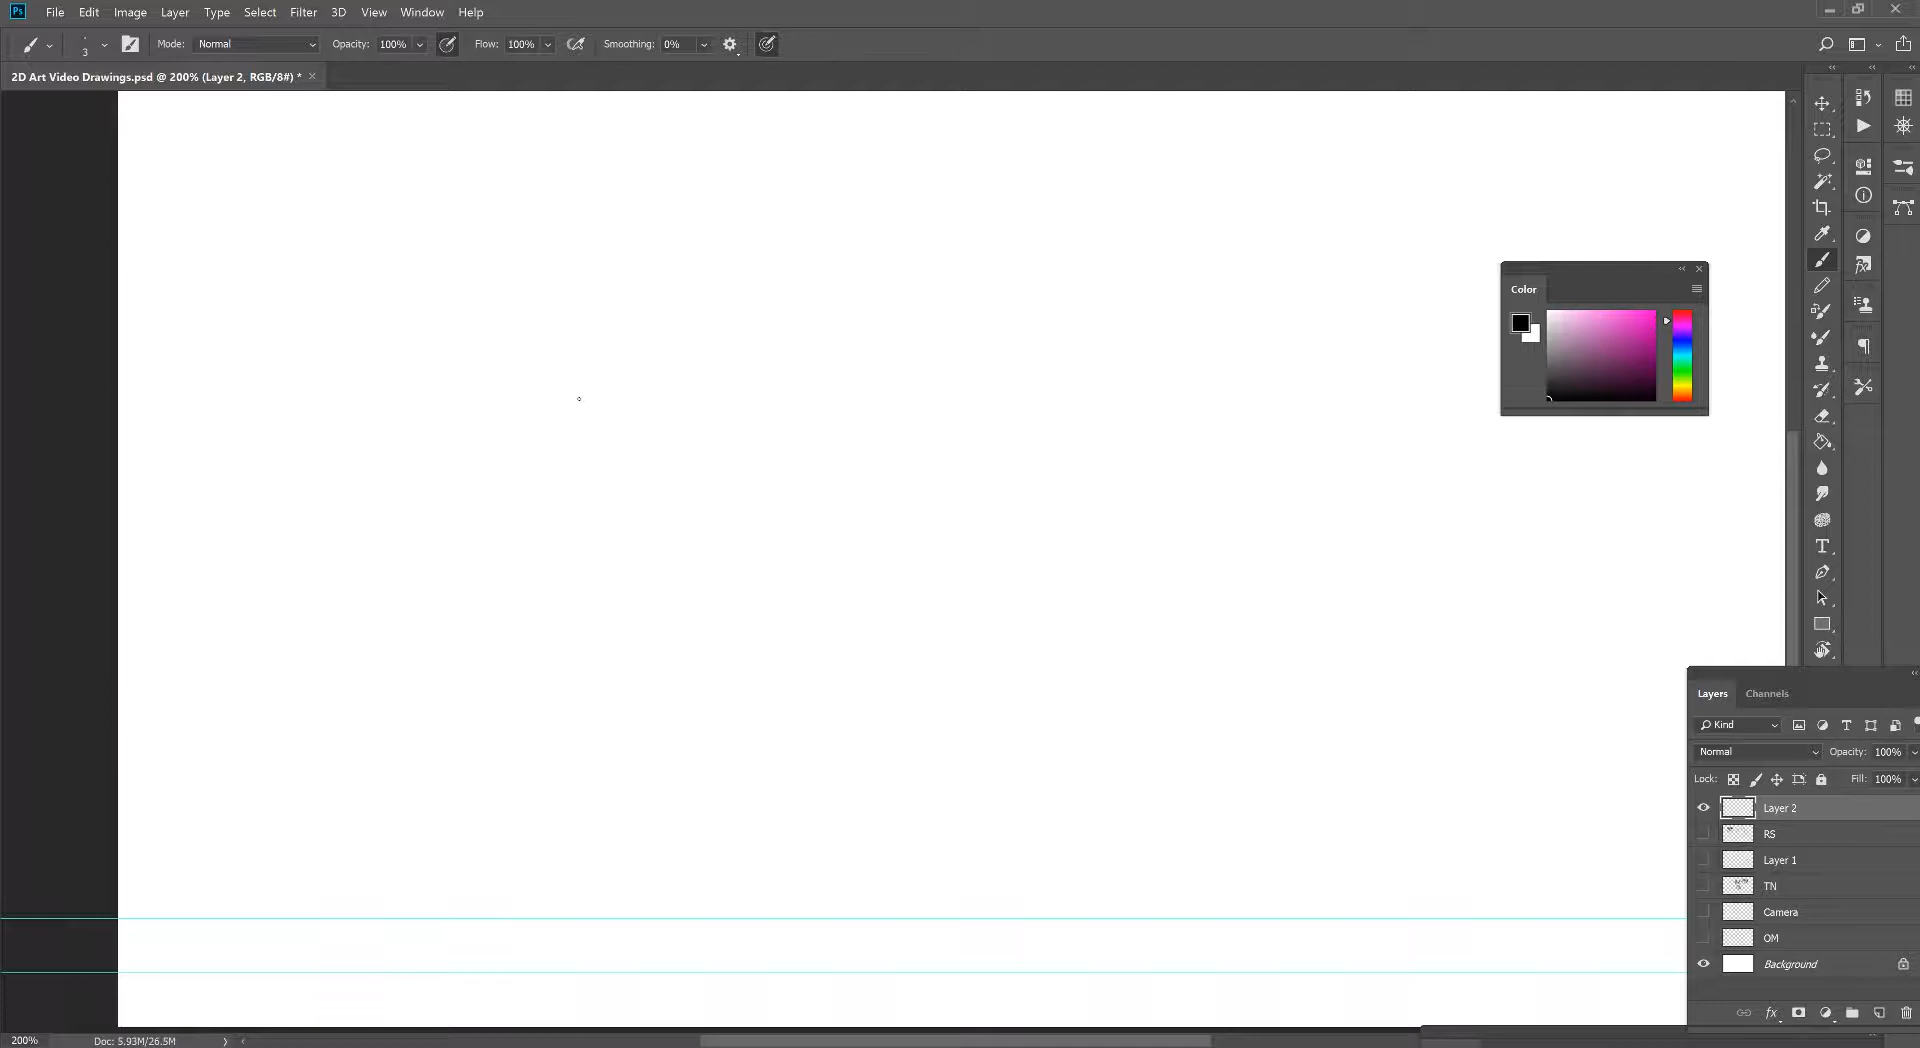 Ps File Edit Image Layer Type Select Filter 3D View Window Help
3 Mode: Normal Opacity: 100% Flow: 100% Smoothing: 0%
2D Art Video Drawings.psd @ 200% (Layer 2, RGB/8#) *
Color
Layers Channels
Kind
Normal Opacity: 100%
Lock: Fill: 100%
Layer 2
RS
Layer 1
TN
Camera
OM
Background
fx
200% Doc: 5.93M/26.5M